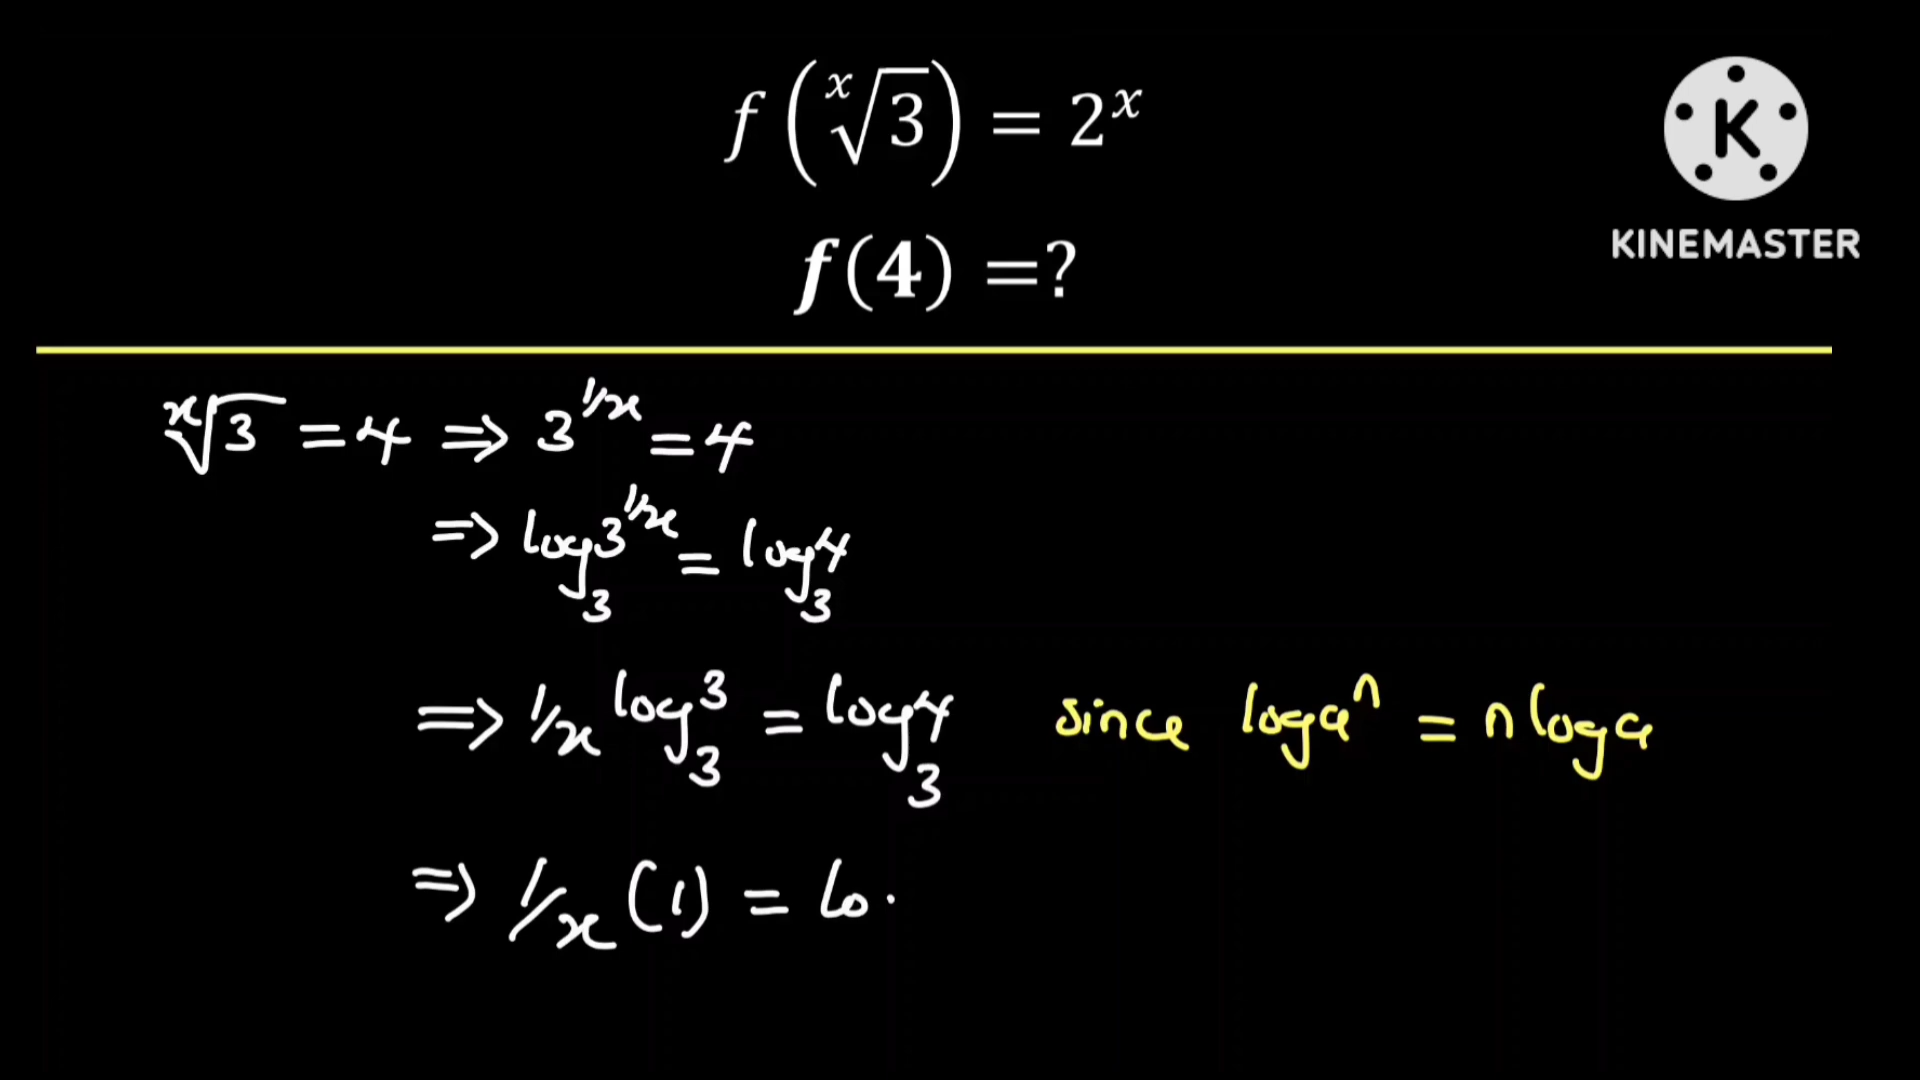 f(ˣ√3) = 2ˣ
K
KINEMASTER
f(4) =?
ˣ√3 = 4 ⇒ 3^(1/x) = 4
⇒ log₃ 3^(1/x) = log₃ 4
⇒ 1/x log₃ 3 = log₃ 4 since log aⁿ = n log a
⇒ 1/x (1) = lo